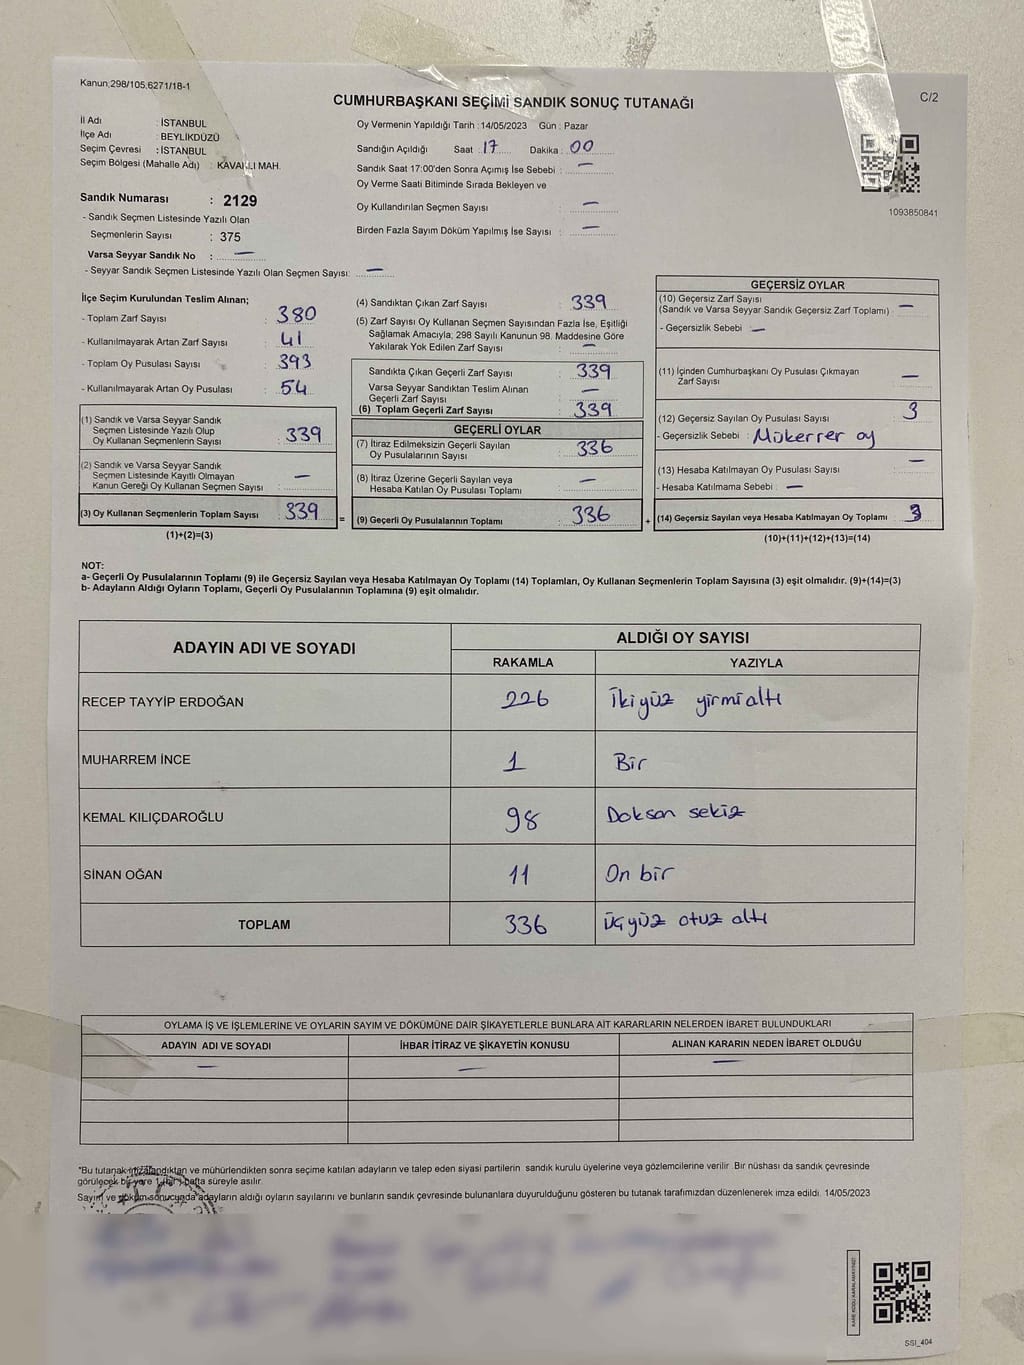 Kanun:298/105,6271/18-1
CUMHURBAŞKANI SEÇİMİ SANDIK SONUÇ TUTANAĞI
C/2
İl Adı : İSTANBUL
İlçe Adı : BEYLİKDÜZÜ
Seçim Çevresi : İSTANBUL
Seçim Bölgesi (Mahalle Adı) : KAVAKLI MAH.
Oy Vermenin Yapıldığı Tarih :14/05/2023 Gün : Pazar
Sandığın Açıldığı Saat : 17 Dakika : 00
Sandık Saat 17:00'den Sonra Açımış İse Sebebi : —
Oy Verme Saati Bitiminde Sırada Bekleyen ve
Oy Kullandırılan Seçmen Sayısı : —
Birden Fazla Sayım Döküm Yapılmış İse Sayısı : —
1093850841
Sandık Numarası : 2129
- Sandık Seçmen Listesinde Yazılı Olan
Seçmenlerin Sayısı : 375
Varsa Seyyar Sandık No : —
- Seyyar Sandık Seçmen Listesinde Yazılı Olan Seçmen Sayısı: —
İlçe Seçim Kurulundan Teslim Alınan;
- Toplam Zarf Sayısı : 380
- Kullanılmayarak Artan Zarf Sayısı : 41
- Toplam Oy Pusulası Sayısı : 393
- Kullanılmayarak Artan Oy Pusulası : 54
(1) Sandık ve Varsa Seyyar Sandık
Seçmen Listesinde Yazılı Olup
Oy Kullanan Seçmenlerin Sayısı : 339
(2) Sandık ve Varsa Seyyar Sandık
Seçmen Listesinde Kayıtlı Olmayan
Kanun Gereği Oy Kullanan Seçmen Sayısı : —
(3) Oy Kullanan Seçmenlerin Toplam Sayısı : 339
(1)+(2)=(3)
(4) Sandıktan Çıkan Zarf Sayısı : 339
(5) Zarf Sayısı Oy Kullanan Seçmen Sayısından Fazla İse, Eşitliği
Sağlamak Amacıyla, 298 Sayılı Kanunun 98. Maddesine Göre
Yakılarak Yok Edilen Zarf Sayısı : —
Sandıkta Çıkan Geçerli Zarf Sayısı : 339
Varsa Seyyar Sandıktan Teslim Alınan
Geçerli Zarf Sayısı : —
(6) Toplam Geçerli Zarf Sayısı : 339
GEÇERLİ OYLAR
(7) İtiraz Edilmeksizin Geçerli Sayılan
Oy Pusulalarının Sayısı : 336
(8) İtiraz Üzerine Geçerli Sayılan veya
Hesaba Katılan Oy Pusulası Toplamı : —
= (9) Geçerli Oy Pusulalarının Toplamı : 336 +
GEÇERSİZ OYLAR
(10) Geçersiz Zarf Sayısı
(Sandık ve Varsa Seyyar Sandık Geçersiz Zarf Toplamı) : —
- Geçersizlik Sebebi : —
(11) İçinden Cumhurbaşkanı Oy Pusulası Çıkmayan
Zarf Sayısı : —
(12) Geçersiz Sayılan Oy Pusulası Sayısı : 3
- Geçersizlik Sebebi : Mükerrer oy
(13) Hesaba Katılmayan Oy Pusulası Sayısı : —
- Hesaba Katılmama Sebebi : —
(14) Geçersiz Sayılan veya Hesaba Katılmayan Oy Toplamı : 3
(10)+(11)+(12)+(13)=(14)
NOT:
a- Geçerli Oy Pusulalarının Toplamı (9) ile Geçersiz Sayılan veya Hesaba Katılmayan Oy Toplamı (14) Toplamları, Oy Kullanan Seçmenlerin Toplam Sayısına (3) eşit olmalıdır. (9)+(14)=(3)
b- Adayların Aldığı Oyların Toplamı, Geçerli Oy Pusulalarının Toplamına (9) eşit olmalıdır.
ADAYIN ADI VE SOYADI ALDIĞI OY SAYISI
RAKAMLA YAZIYLA
RECEP TAYYİP ERDOĞAN 226 İkiyüz yirmialtı
MUHARREM İNCE 1 Bir
KEMAL KILIÇDAROĞLU 98 Doksan sekiz
SİNAN OĞAN 11 On bir
TOPLAM 336 Üçyüz otuz altı
OYLAMA İŞ VE İŞLEMLERİNE VE OYLARIN SAYIM VE DÖKÜMÜNE DAİR ŞİKAYETLERLE BUNLARA AİT KARARLARIN NELERDEN İBARET BULUNDUKLARI
ADAYIN ADI VE SOYADI İHBAR İTİRAZ VE ŞİKAYETİN KONUSU ALINAN KARARIN NEDEN İBARET OLDUĞU
— — —
*Bu tutanak imzalandıktan ve mühürlendikten sonra seçime katılan adayların ve talep eden siyasi partilerin sandık kurulu üyelerine veya gözlemcilerine verilir. Bir nüshası da sandık çevresinde
görülecek bir yere 1 (bir) hafta süreyle asılır.
Sayım ve döküm sonucunda adayların aldığı oyların sayılarını ve bunların sandık çevresinde bulunanlara duyurulduğunu gösteren bu tutanak tarafımızdan düzenlenerek imza edildi. 14/05/2023
KARE KODU KARALAMAYINIZ!
SSI_404